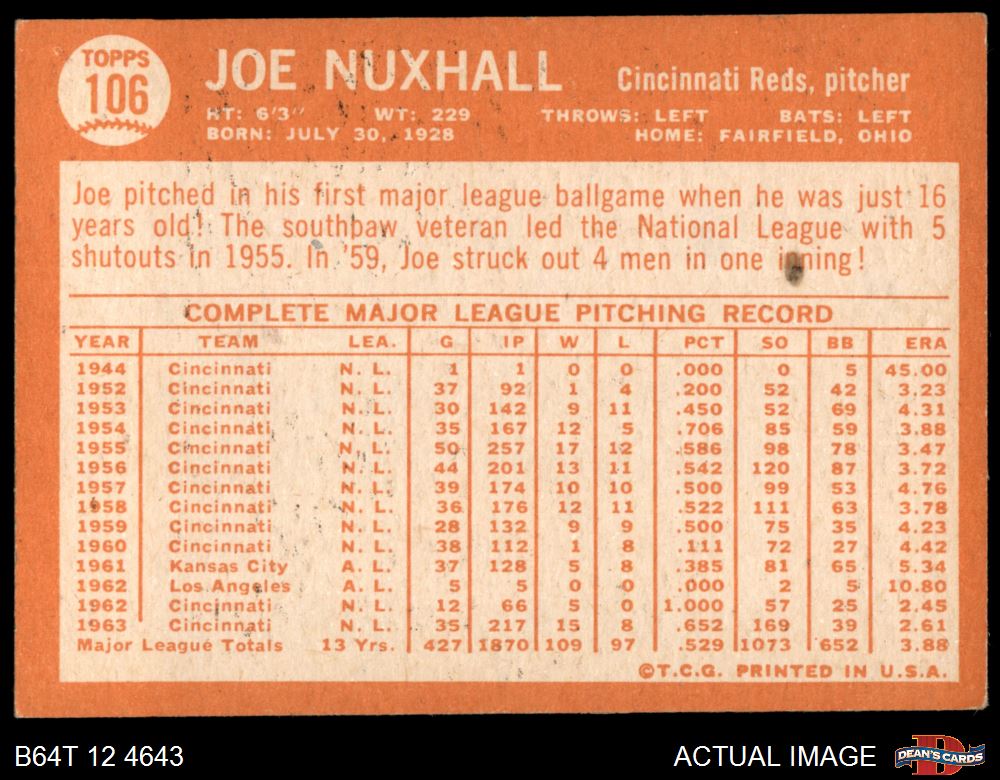 TOPPS
106
JOE NUXHALL
Cincinnati Reds, pitcher
HT: 6'3" WT: 229 THROWS: LEFT BATS: LEFT
BORN: JULY 30, 1928 HOME: FAIRFIELD, OHIO
Joe pitched in his first major league ballgame when he was just 16
years old! The southpaw veteran led the National League with 5
shutouts in 1955. In '59, Joe struck out 4 men in one inning!
COMPLETE MAJOR LEAGUE PITCHING RECORD
YEAR TEAM LEA. G IP W L PCT SO BB ERA
1944 Cincinnati N. L. 1 1 0 0 .000 0 5 45.00
1952 Cincinnati N. L. 37 92 1 4 .200 52 42 3.23
1953 Cincinnati N. L. 30 142 9 11 .450 52 69 4.31
1954 Cincinnati N. L. 35 167 12 5 .706 85 59 3.88
1955 Cincinnati N. L. 50 257 17 12 .586 98 78 3.47
1956 Cincinnati N. L. 44 201 13 11 .542 120 87 3.72
1957 Cincinnati N. L. 39 174 10 10 .500 99 53 4.76
1958 Cincinnati N. L. 36 176 12 11 .522 111 63 3.78
1959 Cincinnati N. L. 28 132 9 9 .500 75 35 4.23
1960 Cincinnati N. L. 38 112 1 8 .111 72 27 4.42
1961 Kansas City A. L. 37 128 5 8 .385 81 65 5.34
1962 Los Angeles A. L. 5 5 0 0 .000 2 5 10.80
1962 Cincinnati N. L. 12 66 5 0 1.000 57 25 2.45
1963 Cincinnati N. L. 35 217 15 8 .652 169 39 2.61
Major League Totals 13 Yrs. 427 1870 109 97 .529 1073 652 3.88
©T.C.G. PRINTED IN U.S.A.
B64T 12 4643
ACTUAL IMAGE
DEAN'S CARDS